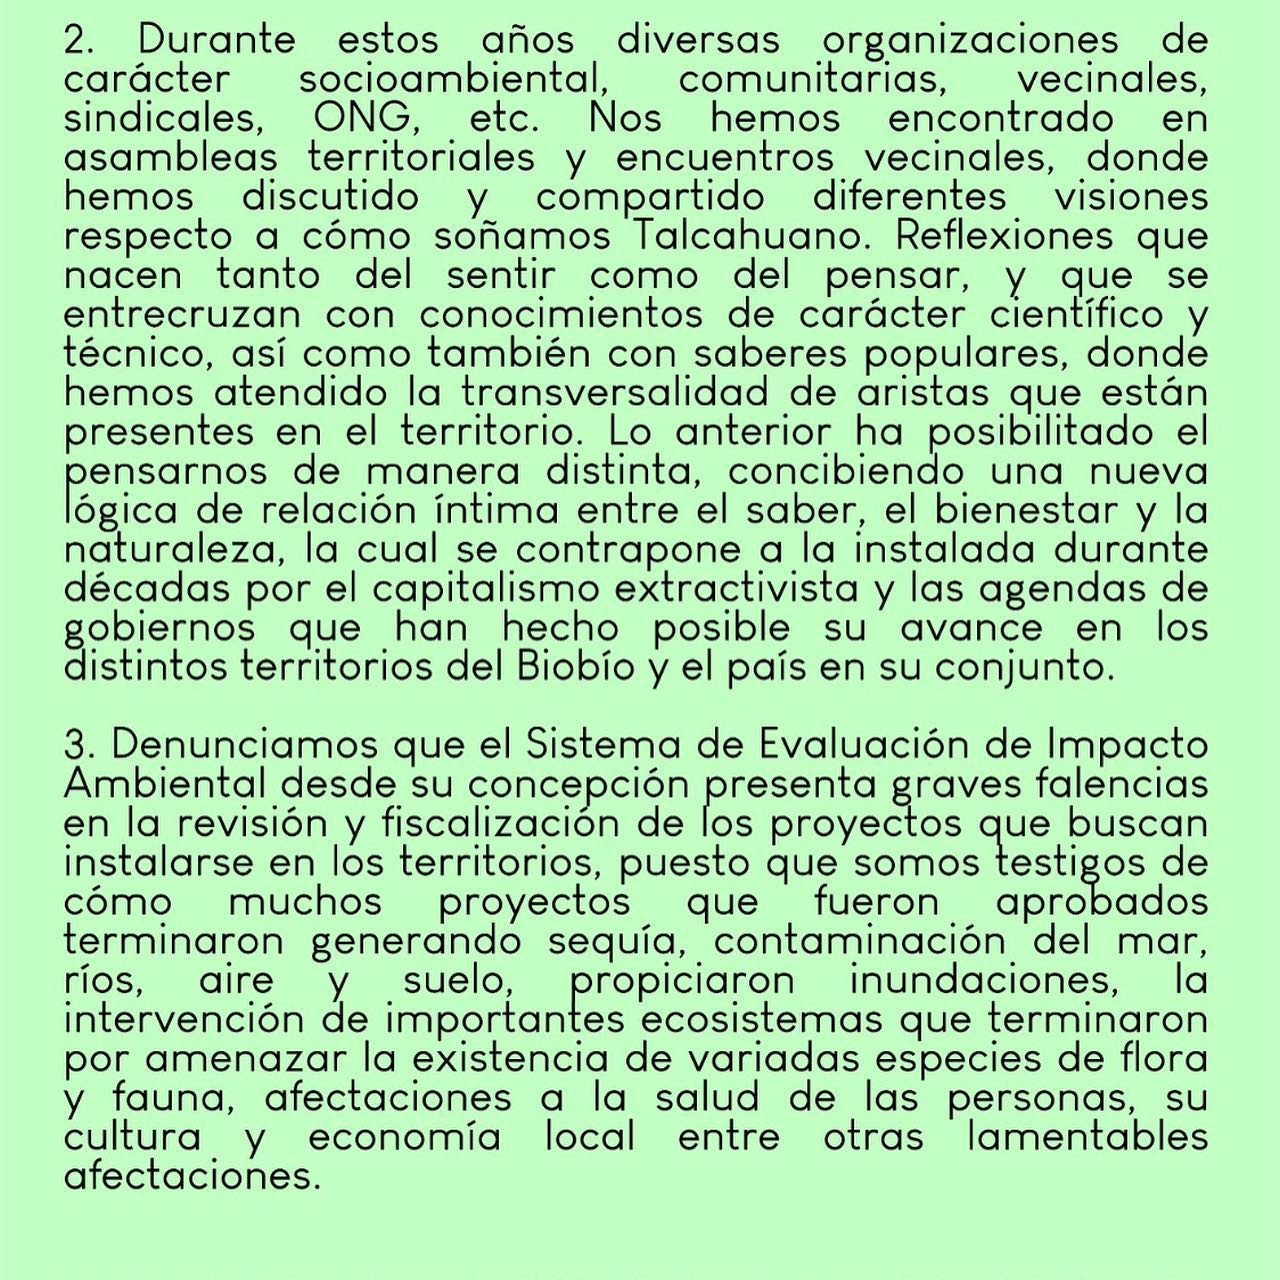 2. Durante estos años diversas organizaciones de
carácter socioambiental, comunitarias, vecinales,
sindicales, ONG, etc. Nos hemos encontrado en
asambleas territoriales y encuentros vecinales, donde
hemos discutido y compartido diferentes visiones
respecto a cómo soñamos Talcahuano. Reflexiones que
nacen tanto del sentir como del pensar, y que se
entrecruzan con conocimientos de carácter científico y
técnico, así como también con saberes populares, donde
hemos atendido la transversalidad de aristas que están
presentes en el territorio. Lo anterior ha posibilitado el
pensarnos de manera distinta, concibiendo una nueva
lógica de relación íntima entre el saber, el bienestar y la
naturaleza, la cual se contrapone a la instalada durante
décadas por el capitalismo extractivista y las agendas de
gobiernos que han hecho posible su avance en los
distintos territorios del Biobío y el país en su conjunto.
3. Denunciamos que el Sistema de Evaluación de Impacto
Ambiental desde su concepción presenta graves falencias
en la revisión y fiscalización de los proyectos que buscan
instalarse en los territorios, puesto que somos testigos de
cómo muchos proyectos que fueron aprobados
terminaron generando sequía, contaminación del mar,
ríos, aire y suelo, propiciaron inundaciones, la
intervención de importantes ecosistemas que terminaron
por amenazar la existencia de variadas especies de flora
y fauna, afectaciones a la salud de las personas, su
cultura y economía local entre otras lamentables
afectaciones.